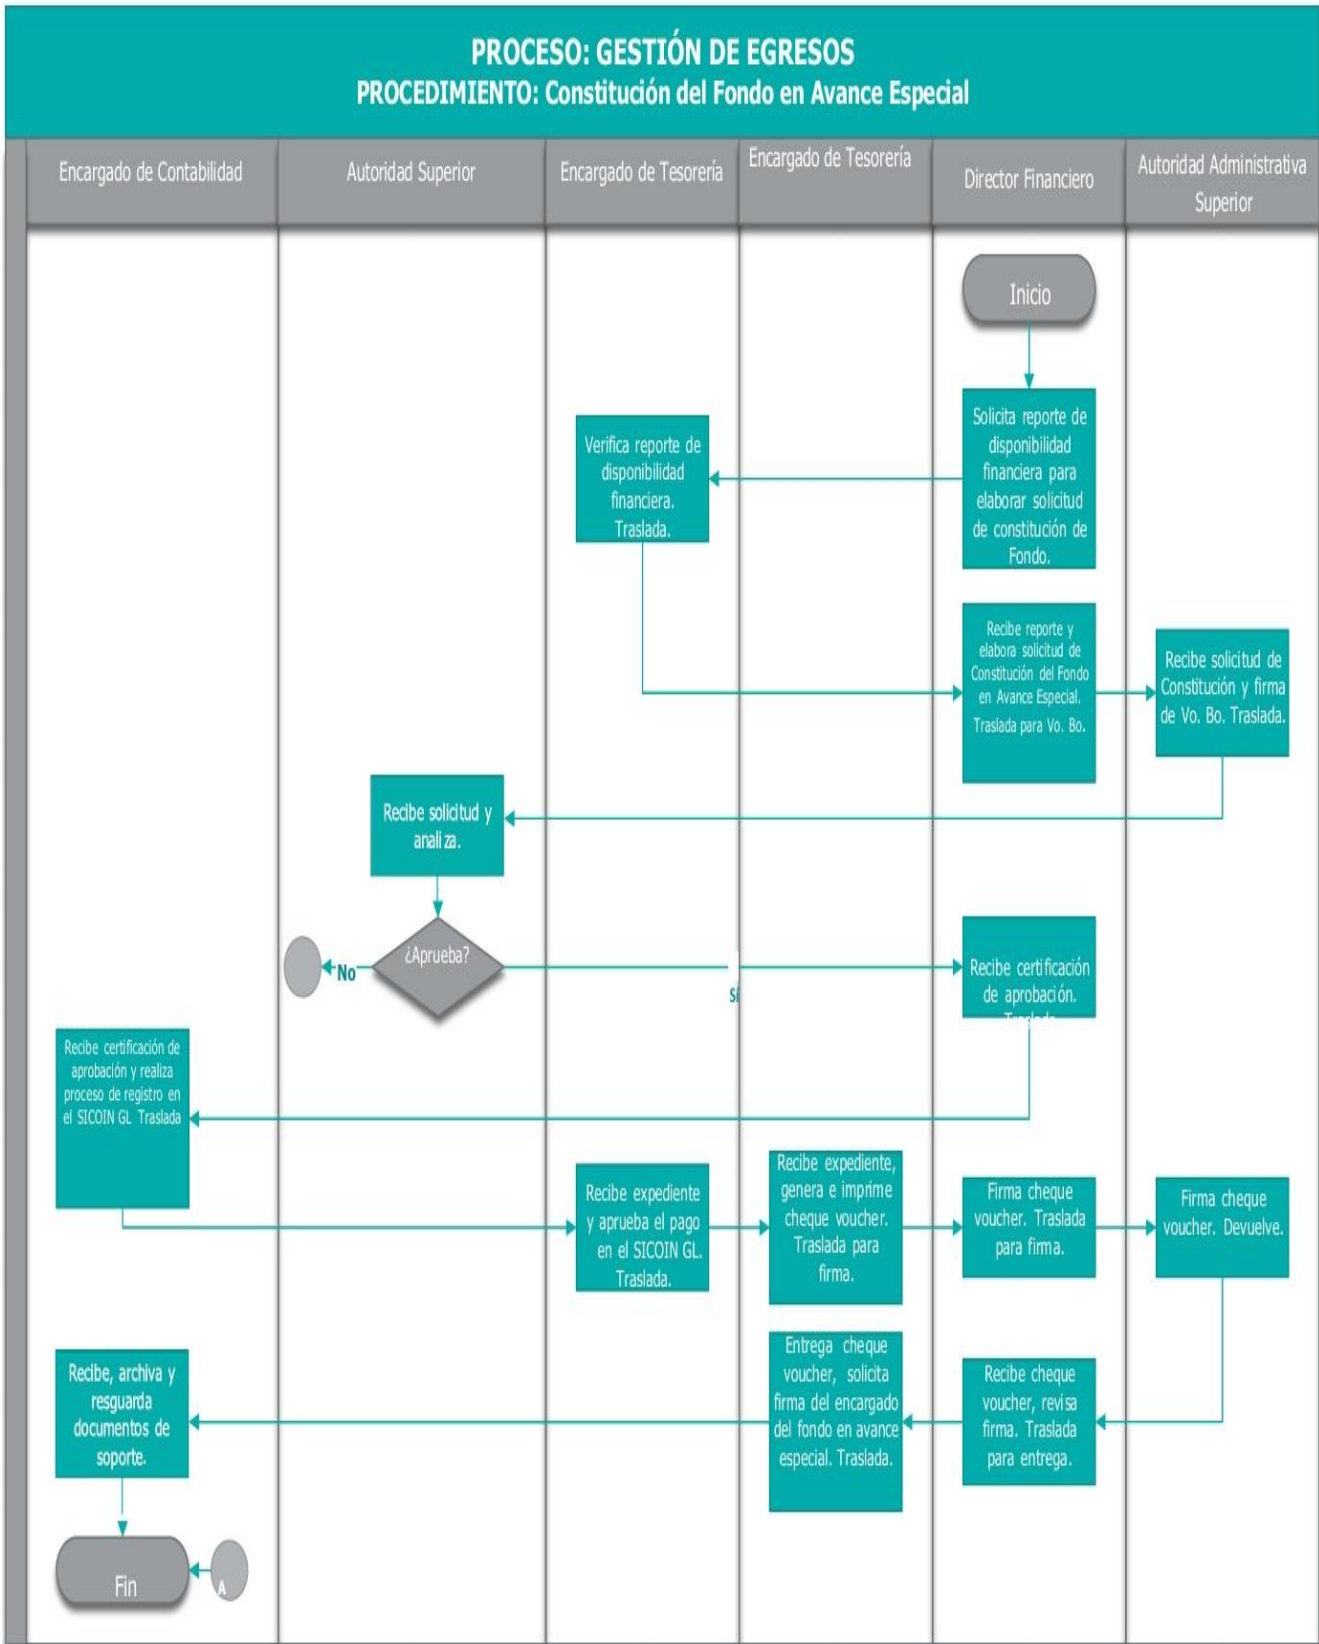 PROCESO: GESTIÓN DE EGRESOS
PROCEDIMIENTO: Constitución del Fondo en Avance Especial
Encargado de Contabilidad
Autoridad Superior
Encargado de Tesorería
Encargado de Tesorería
Director Financiero
Autoridad Administrativa
Superior
Inicio
Solicita reporte de
disponibilidad
financiera para
elaborar solicitud
de constitución de
Fondo.
Verifica reporte de
disponibilidad
financiera.
Traslada.
Recibe reporte y
elabora solicitud de
Constitución del Fondo
en Avance Especial.
Traslada para Vo. Bo.
Recibe solicitud de
Constitución y firma
de Vo. Bo. Traslada.
Recibe solicitud y
analiza.
¿Aprueba?
No
Sí
Recibe certificación
de aprobación.
Traslada
Recibe certificación de
aprobación y realiza
proceso de registro en
el SICOIN GL Traslada
Recibe expediente
y aprueba el pago
en el SICOIN GL.
Traslada.
Recibe expediente,
genera e imprime
cheque voucher.
Traslada para
firma.
Firma cheque
voucher. Traslada
para firma.
Firma cheque
voucher. Devuelve.
Recibe cheque
voucher, revisa
firma. Traslada
para entrega.
Entrega cheque
voucher, solicita
firma del encargado
del fondo en avance
especial. Traslada.
Recibe, archiva y
resguarda
documentos de
soporte.
Fin
A